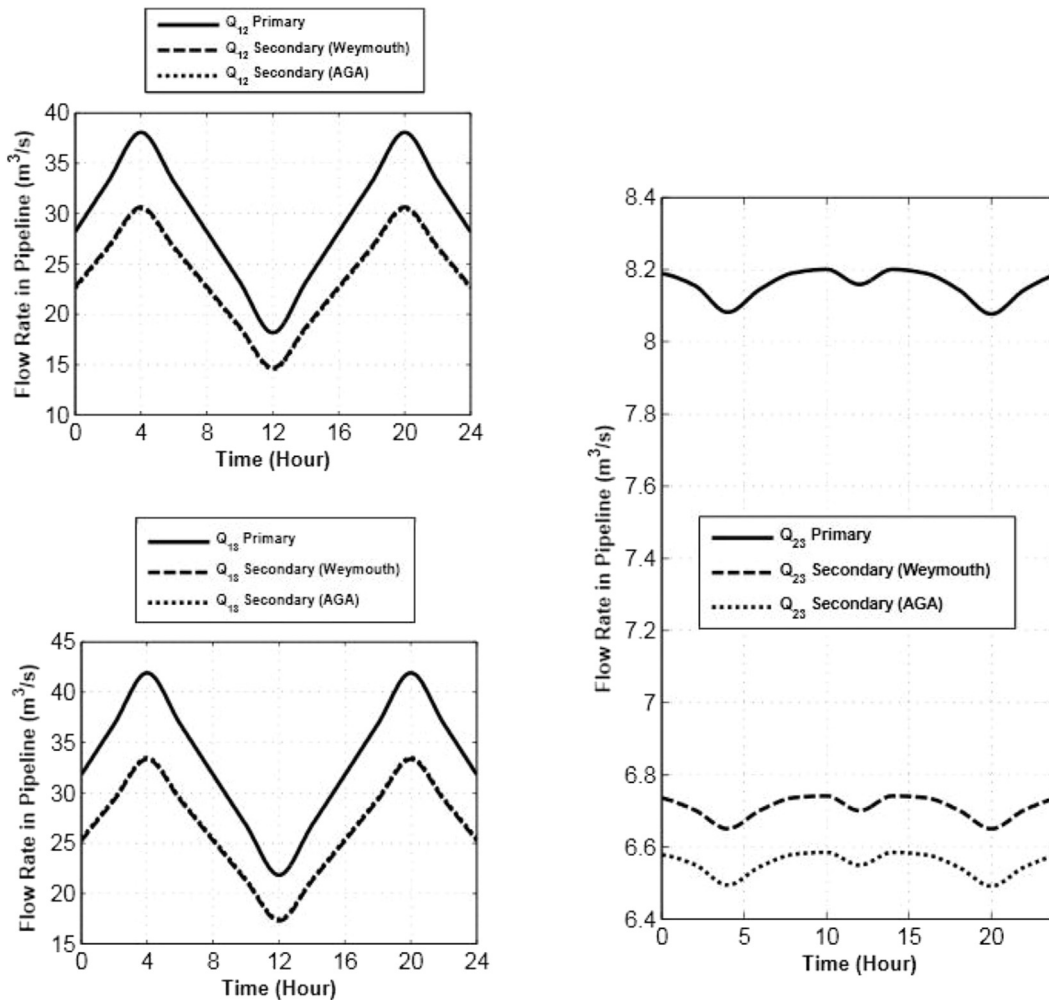 Q12 Primary
Q12 Secondary (Weymouth)
Q12 Secondary (AGA)
Flow Rate in Pipeline (m3/s)
40
35
30
25
20
15
10
0 4 8 12 16 20 24
Time (Hour)
Q13 Primary
Q13 Secondary (Weymouth)
Q13 Secondary (AGA)
Flow Rate in Pipeline (m3/s)
45
40
35
30
25
20
15
0 4 8 12 16 20 24
Time (Hour)
Flow Rate in Pipeline (m3/s)
8.4
8.2
8
7.8
7.6
7.4
7.2
7
6.8
6.6
6.4
Q23 Primary
Q23 Secondary (Weymouth)
Q23 Secondary (AGA)
0 5 10 15 20
Time (Hour)